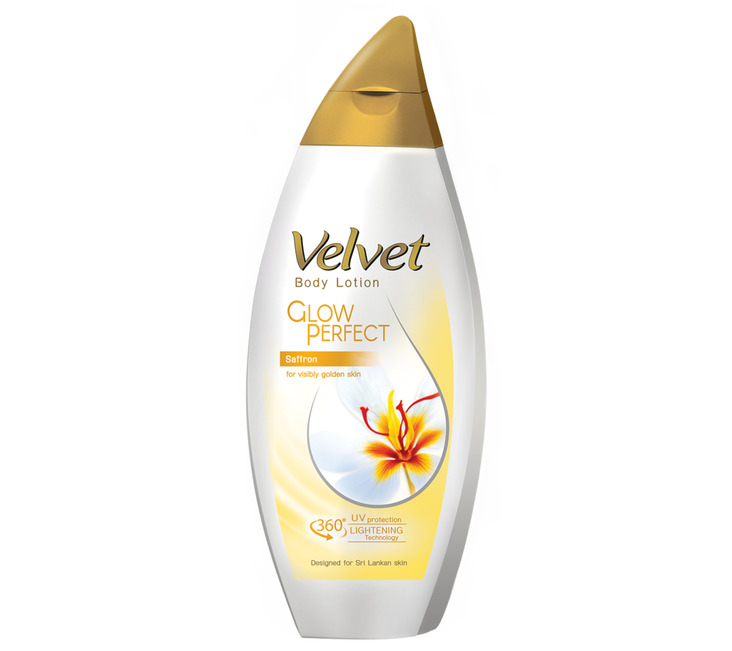 Velvet
Body Lotion
GLOW
PERFECT
Saffron
for visibly golden skin
360°
UV protection
LIGHTENING
Technology
Designed for Sri Lankan skin